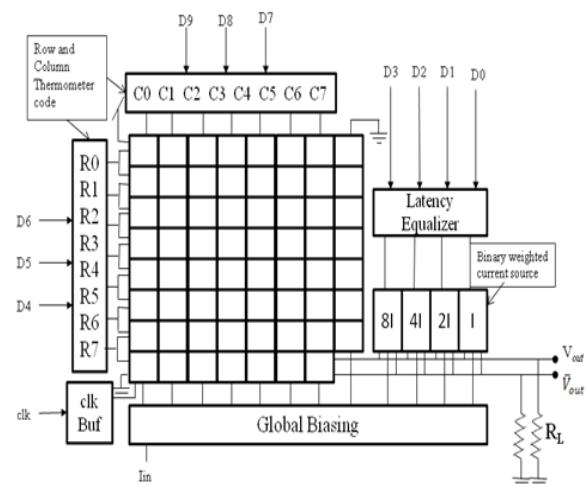 D9 D8 D7
Row and
Column
Thermometer
code
C0 C1 C2 C3 C4 C5 C6 C7
D3 D2 D1 D0
R0
R1
R2
R3
R4
R5
R6
R7
D6
D5
D4
Latency
Equalizer
Binary weighted
current source
8I 4I 2I I
Vout
V̄out
clk
clk
Buf
Global Biasing
RL
Iin